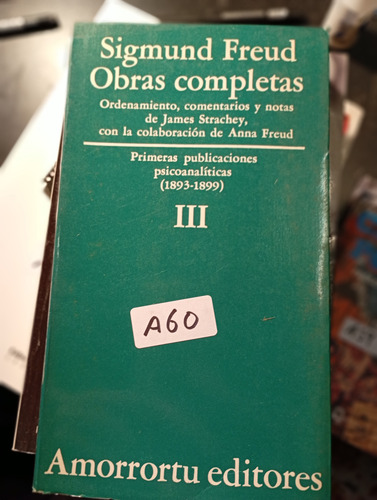 Sigmund Freud
Obras completas
Ordenamiento, comentarios y notas
de James Strachey,
con la colaboración de Anna Freud
Primeras publicaciones
psicoanalíticas
(1893-1899)
III
A60
Amorrortu editores